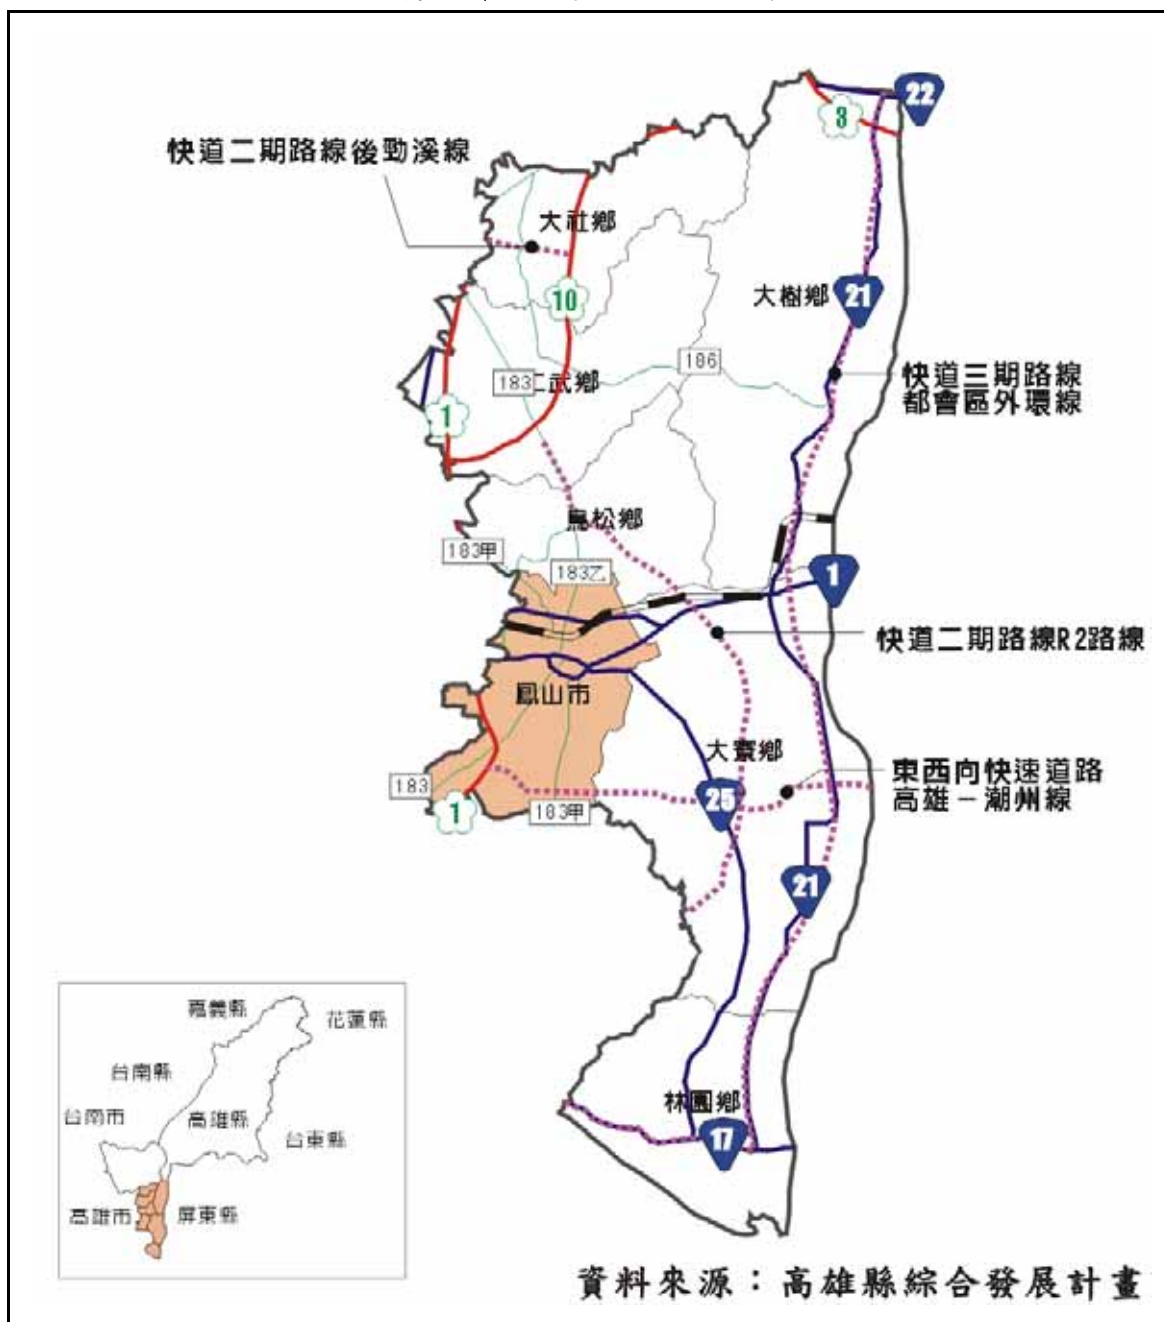 22
8
快道二期路線後勁溪線
大社鄉
10
大樹鄉
21
186
快道三期路線
都會區外環線
183
仁武鄉
1
鳥松鄉
183甲
183乙
1
快道二期路線R2路線
鳳山市
大寮鄉
東西向快速道路
高雄－潮州線
183
1
183甲
25
21
嘉義縣
花蓮縣
台南縣
台南市
高雄縣
台東縣
高雄市
屏東縣
林園鄉
17
資料來源：高雄縣綜合發展計畫